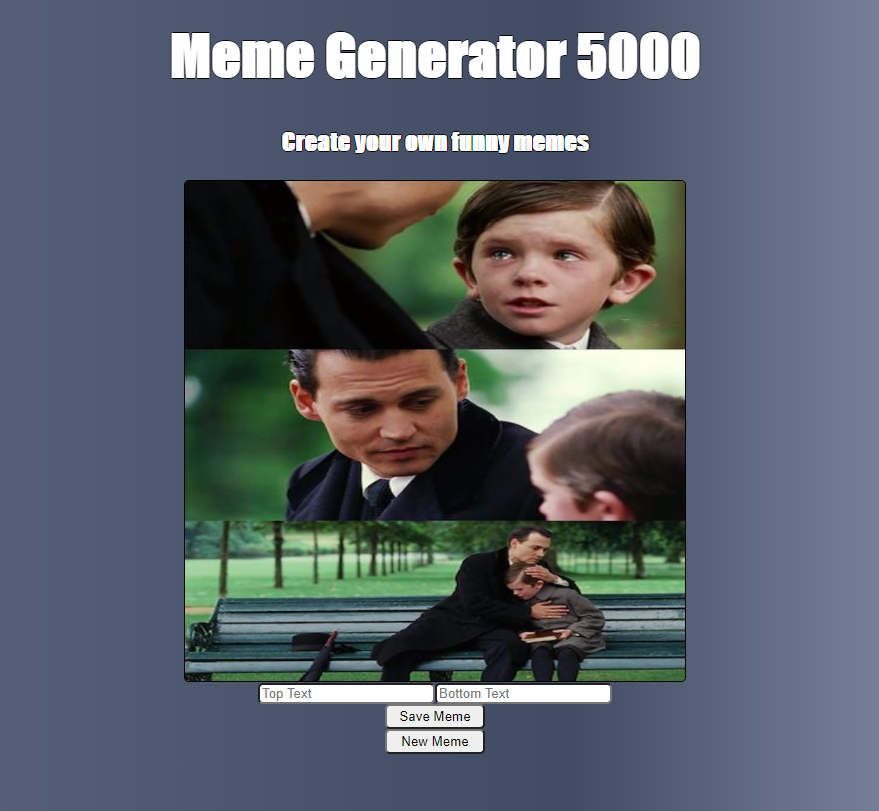 Meme Generator 5000
Create your own funny memes
Top Text Bottom Text
Save Meme
New Meme